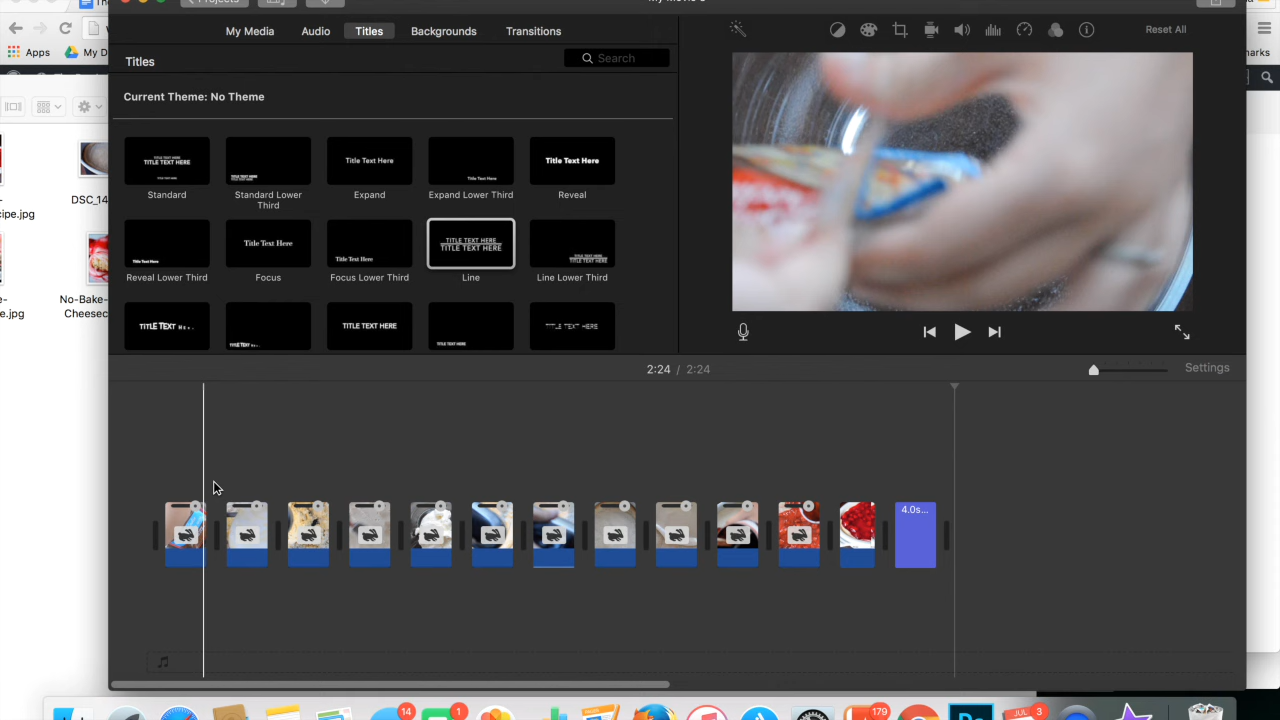 Projects
My Media
Audio
Titles
Backgrounds
Transitions
Reset All
Apps
My D
Titles
Search
Current Theme: No Theme
TITLE TEXT HERE
Title Text Here
Title Text Here
Standard
Standard Lower
Third
Expand
Expand Lower Third
Reveal
Title Text Here
TITLE TEXT HERE
TITLE TEXT HERE
Reveal Lower Third
Focus
Focus Lower Third
Line
Line Lower Third
TITLE TEXT HERE
TITLE TEXT HERE
DSC_14
cipe.jpg
No-Bake-
Cheesec
e.jpg
2:24 / 2:24
Settings
4.0s...
14
1
179
JUL 3